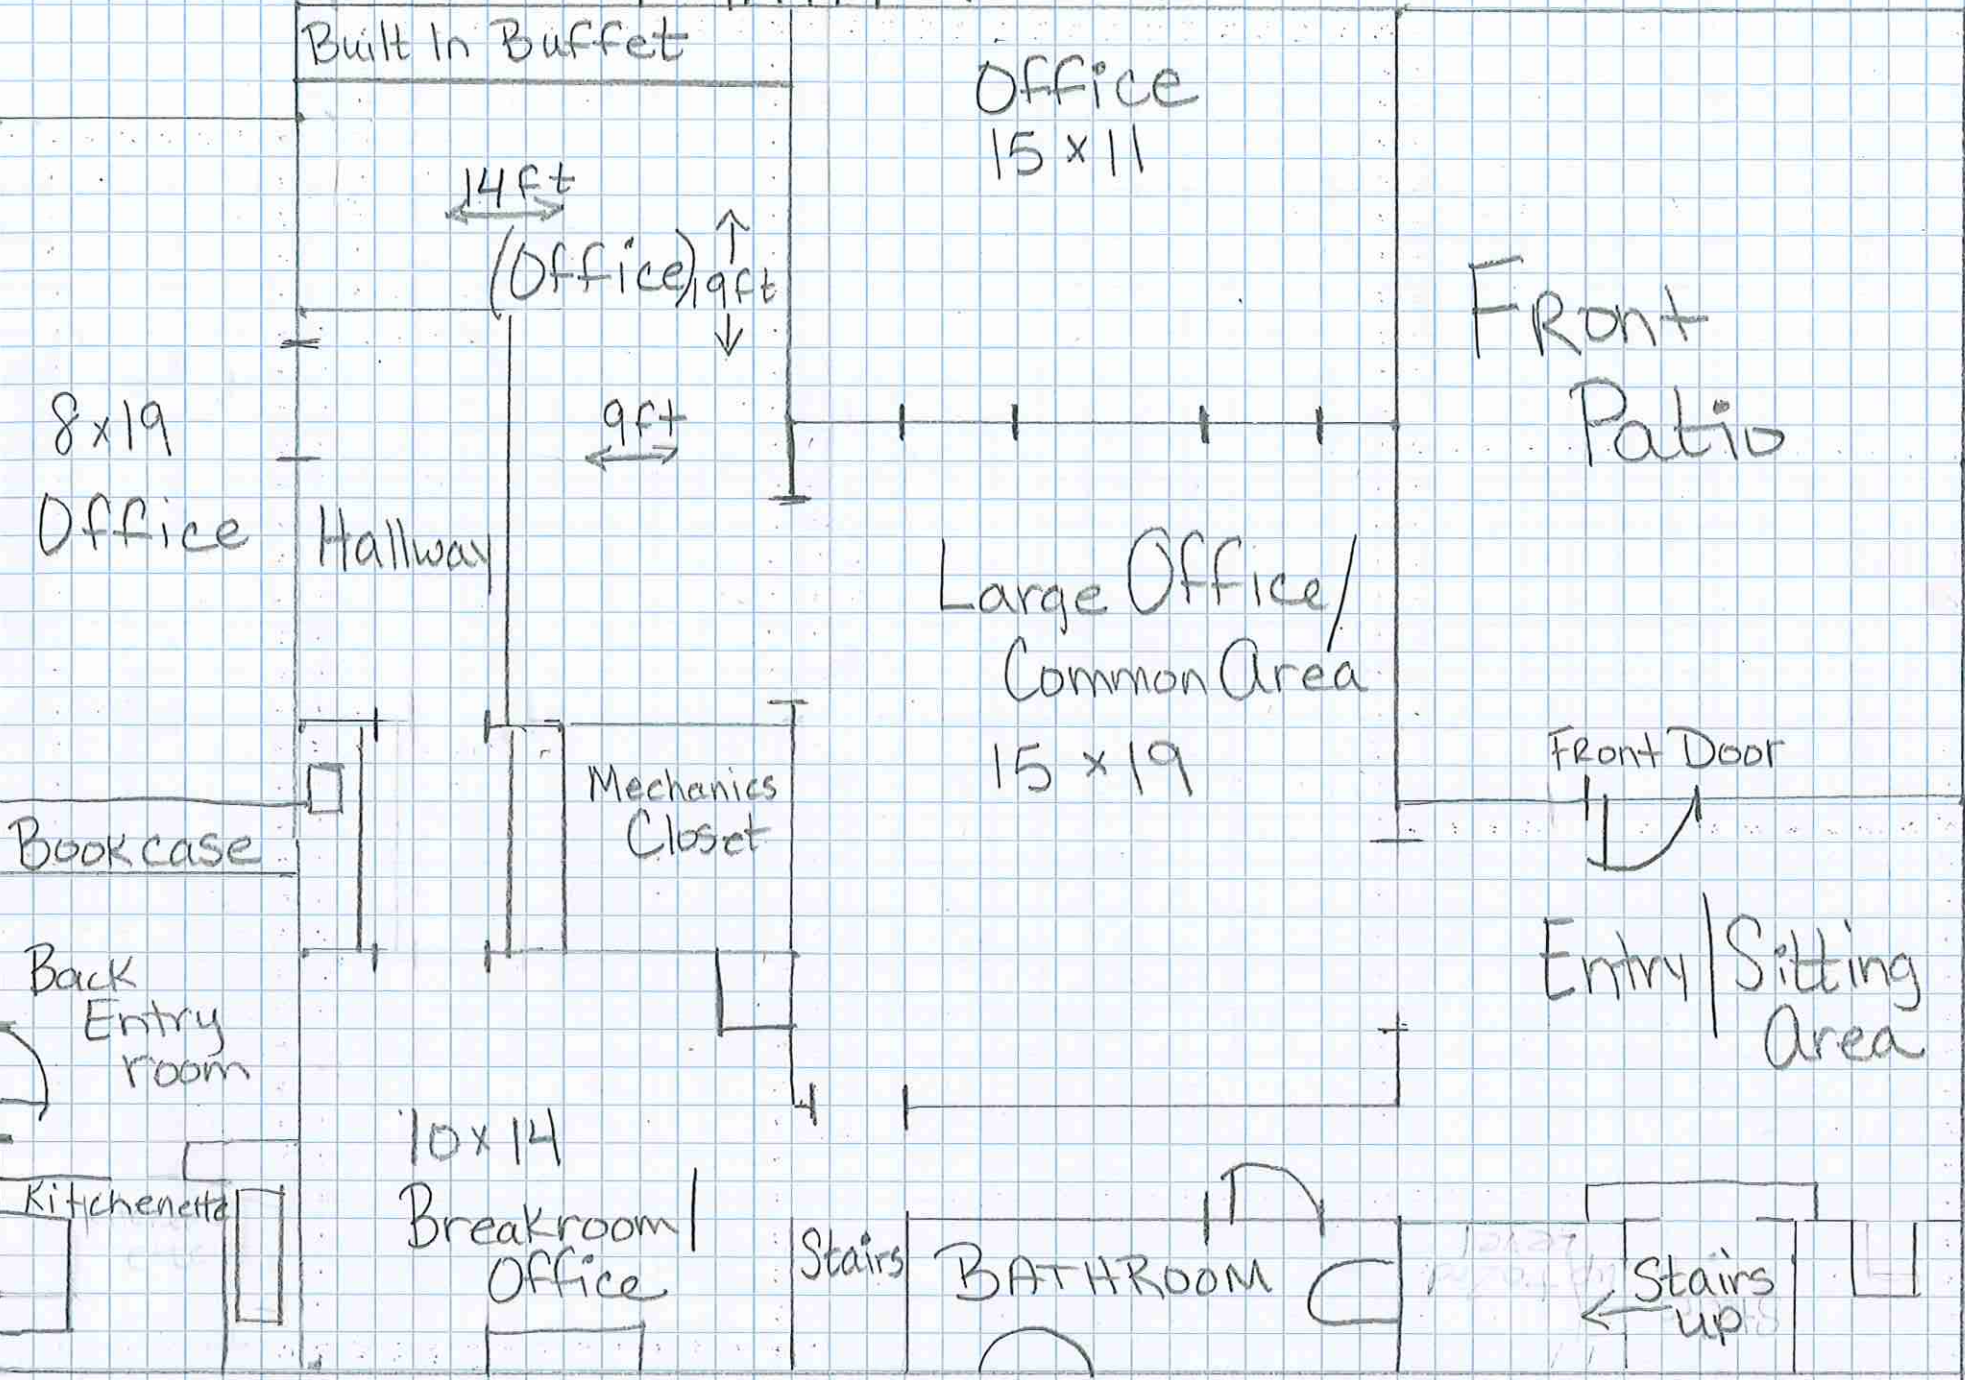 Built In Buffet
Office
15 x 11
14ft
(Office)
9ft
9ft
8x19
Office
Hallway
Front
Patio
Large Office/
Common Area
15 x 19
Front Door
Mechanics
Closet
Bookcase
Entry/Sitting
Area
Back
Entry
room
10x14
Breakroom/
Office
Kitchenette
Stairs
BATHROOM
Stairs
up